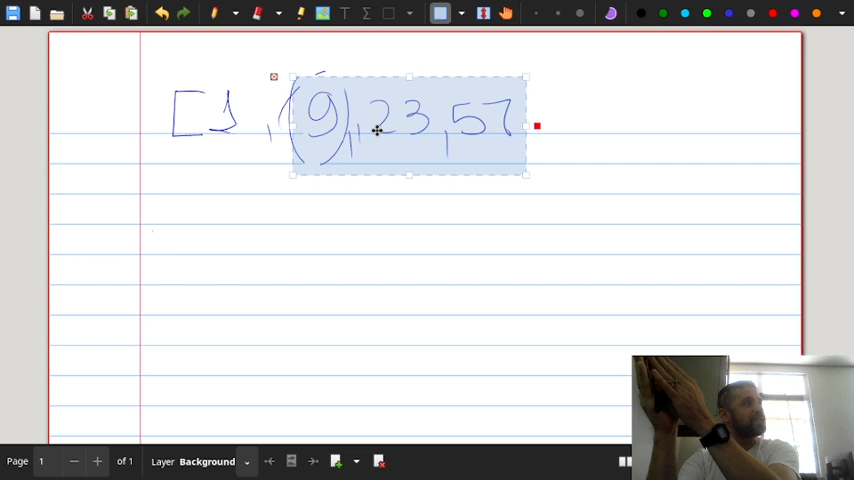 [1 ,(9),,23,57
Page 1 of 1 Layer Background